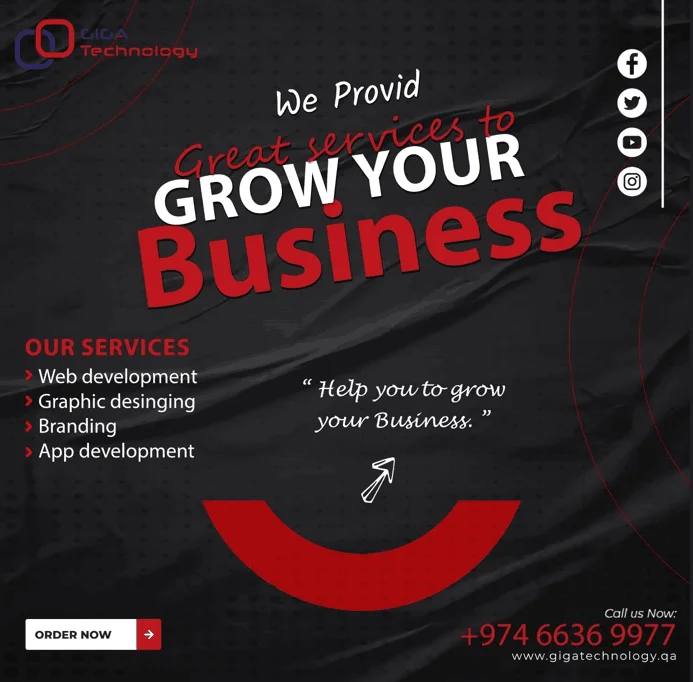 GIGA
Technology
We Provid
Great services to
GROW YOUR
Business
OUR SERVICES
Web development
Graphic desinging
Branding
App development
“ Help you to grow
your Business. ”
ORDER NOW
Call us Now:
+974 6636 9977
www.gigatechnology.qa